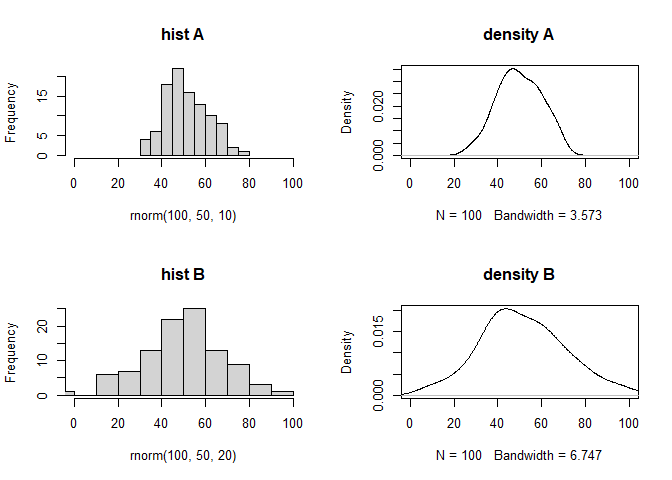 hist A
Frequency
0
5
15
0 20 40 60 80 100
rnorm(100, 50, 10)
density A
Density
0.000
0.020
0 20 40 60 80 100
N = 100 Bandwidth = 3.573
hist B
Frequency
0
10
20
0 20 40 60 80 100
rnorm(100, 50, 20)
density B
Density
0.000
0.015
0 20 40 60 80 100
N = 100 Bandwidth = 6.747